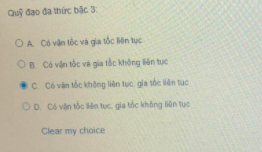 Quỹ đạo đa thức bậc 3:
A. Có vận tốc và gia tốc liên tục
B. Có vận tốc và gia tốc không liên tục
C. Có vận tốc không liên tục, gia tốc liên tục
D. Có vận tốc liên tục, gia tốc không liên tục
Clear my choice